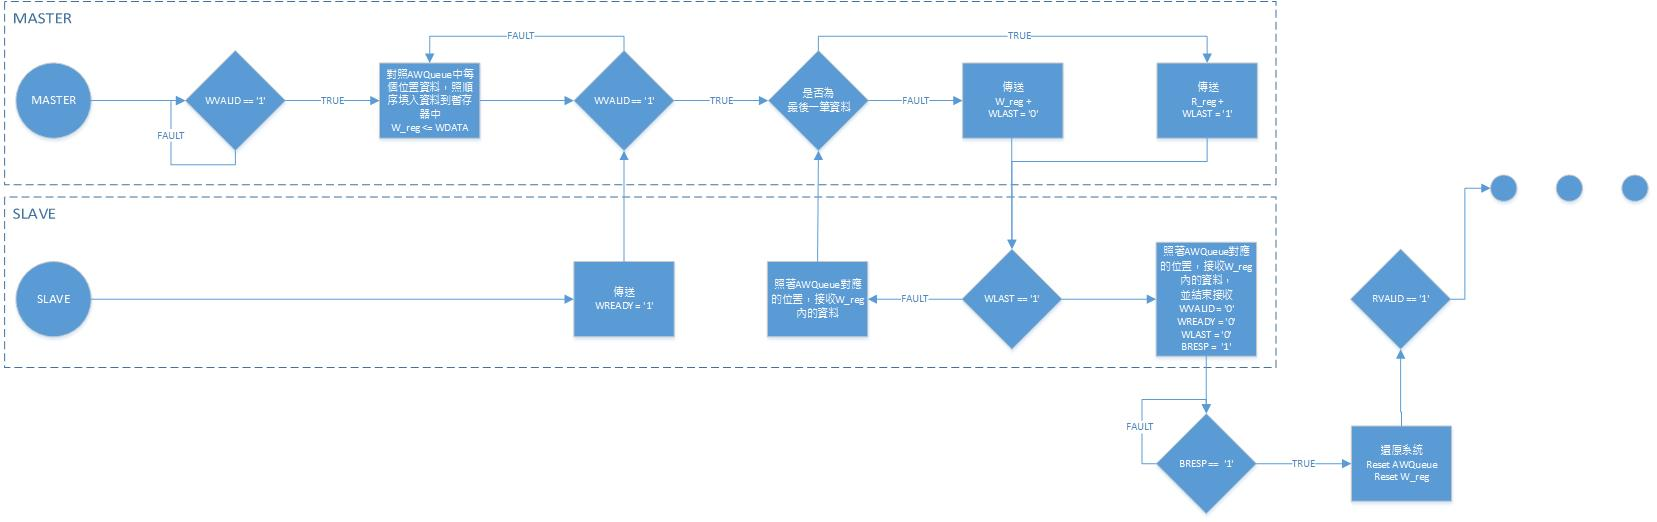 MASTER
MASTER
WVALID == '1'
FAULT
TRUE
對照AWQueue中每
個位置資料，照順
序填入資料到暫存
器中
W_reg <= WDATA
FAULT
WVALID == '1'
TRUE
是否為
最後一筆資料
TRUE
FAULT
傳送
W_reg +
WLAST = '0'
傳送
R_reg +
WLAST = '1'
SLAVE
SLAVE
傳送
WREADY = '1'
照著AWQueue對應
的位置，接收W_reg
內的資料
FAULT
WLAST == '1'
照著AWQueue對應
的位置，接收W_reg
內的資料，
並結束接收
WVALID = '0'
WREADY = '0'
WLAST = '0'
BRESP = '1'
RVALID == '1'
FAULT
BRESP == '1'
TRUE
還原系統
Reset AWQueue
Reset W_reg